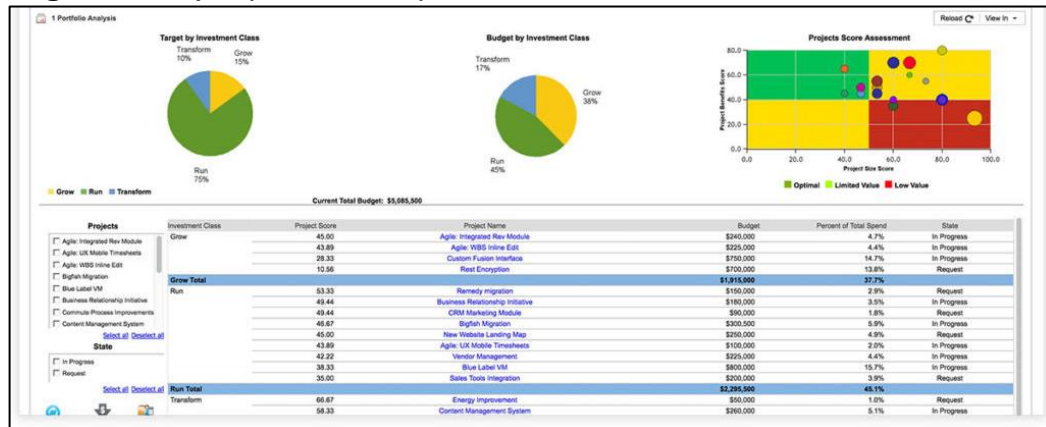 1 Portfolio Analysis
Reload View In
Target by Investment Class
Transform 10%
Grow 15%
Run 75%
Grow Run Transform
Budget by Investment Class
Transform 17%
Grow 38%
Run 45%
Projects Score Assessment
Project Benefits Score
80.0
60.0
40.0
20.0
0.0
0.0 20.0 40.0 60.0 80.0 100.0
Project Size Score
Optimal Limited Value Low Value
Current Total Budget: $5,085,500
Projects
Agile: Integrated Rev Module
Agile: UX Mobile Timesheets
Agile: WBS Inline Edit
Bigfish Migration
Blue Label VM
Business Relationship Initiative
Commute Process Improvements
Content Management System
Select all Deselect all
State
In Progress
Request
Select all Deselect all
Investment Class Project Score Project Name Budget Percent of Total Spend State
Grow 45.00 Agile: Integrated Rev Module $240,000 4.7% In Progress
43.89 Agile: WBS Inline Edit $225,000 4.4% In Progress
28.33 Custom Fusion Interface $750,000 14.7% In Progress
10.56 Rest Encryption $700,000 13.8% Request
Grow Total $1,915,000 37.7%
Run 53.33 Remedy migration $150,000 2.9% Request
49.44 Business Relationship Initiative $180,000 3.5% In Progress
49.44 CRM Marketing Module $90,000 1.8% Request
46.67 Bigfish Migration $300,500 5.9% In Progress
45.00 New Website Landing Map $250,000 4.9% Request
43.89 Agile: UX Mobile Timesheets $100,000 2.0% In Progress
42.22 Vendor Management $225,000 4.4% In Progress
38.33 Blue Label VM $800,000 15.7% In Progress
35.00 Sales Tools Integration $200,000 3.9% Request
Run Total $2,295,500 45.1%
Transform 66.67 Energy Improvement $50,000 1.0% Request
58.33 Content Management System $260,000 5.1% In Progress